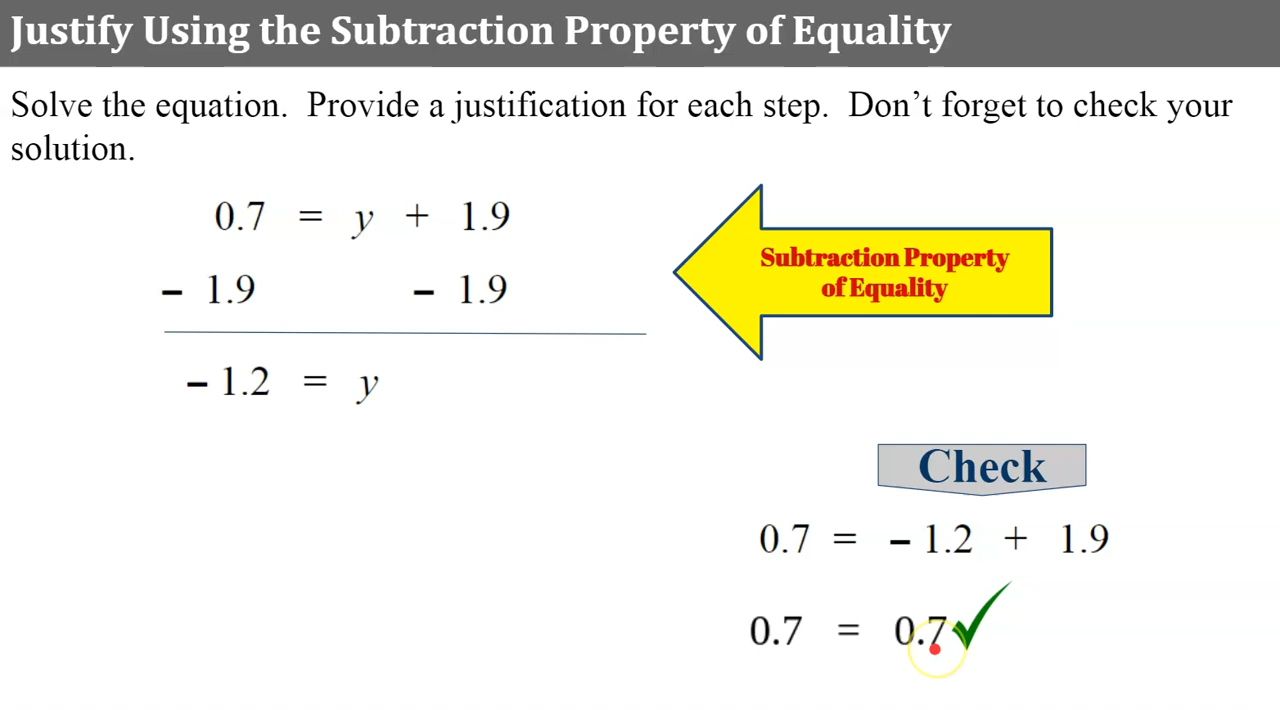 Justify Using the Subtraction Property of Equality
Solve the equation.  Provide a justification for each step.  Don’t forget to check your
solution.
0.7 = y + 1.9
– 1.9 – 1.9
– 1.2 = y
Subtraction Property
of Equality
Check
0.7 = – 1.2 + 1.9
0.7 = 0.7